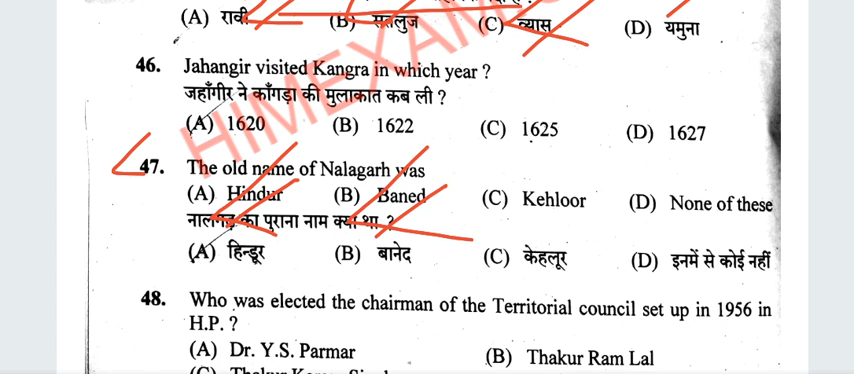 (A) रावी (B) सतलुज (C) ब्यास (D) यमुना
46. Jahangir visited Kangra in which year ?
जहाँगीर ने काँगड़ा की मुलाकात कब ली ?
(A) 1620 (B) 1622 (C) 1625 (D) 1627
47. The old name of Nalagarh was
(A) Hindur (B) Baned (C) Kehloor (D) None of these
नालागढ़ का पुराना नाम क्या था ?
(A) हिन्डूर (B) बानेद (C) केहलूर (D) इनमें से कोई नहीं
48. Who was elected the chairman of the Territorial council set up in 1956 in
H.P. ?
(A) Dr. Y.S. Parmar (B) Thakur Ram Lal
HIMEXAM